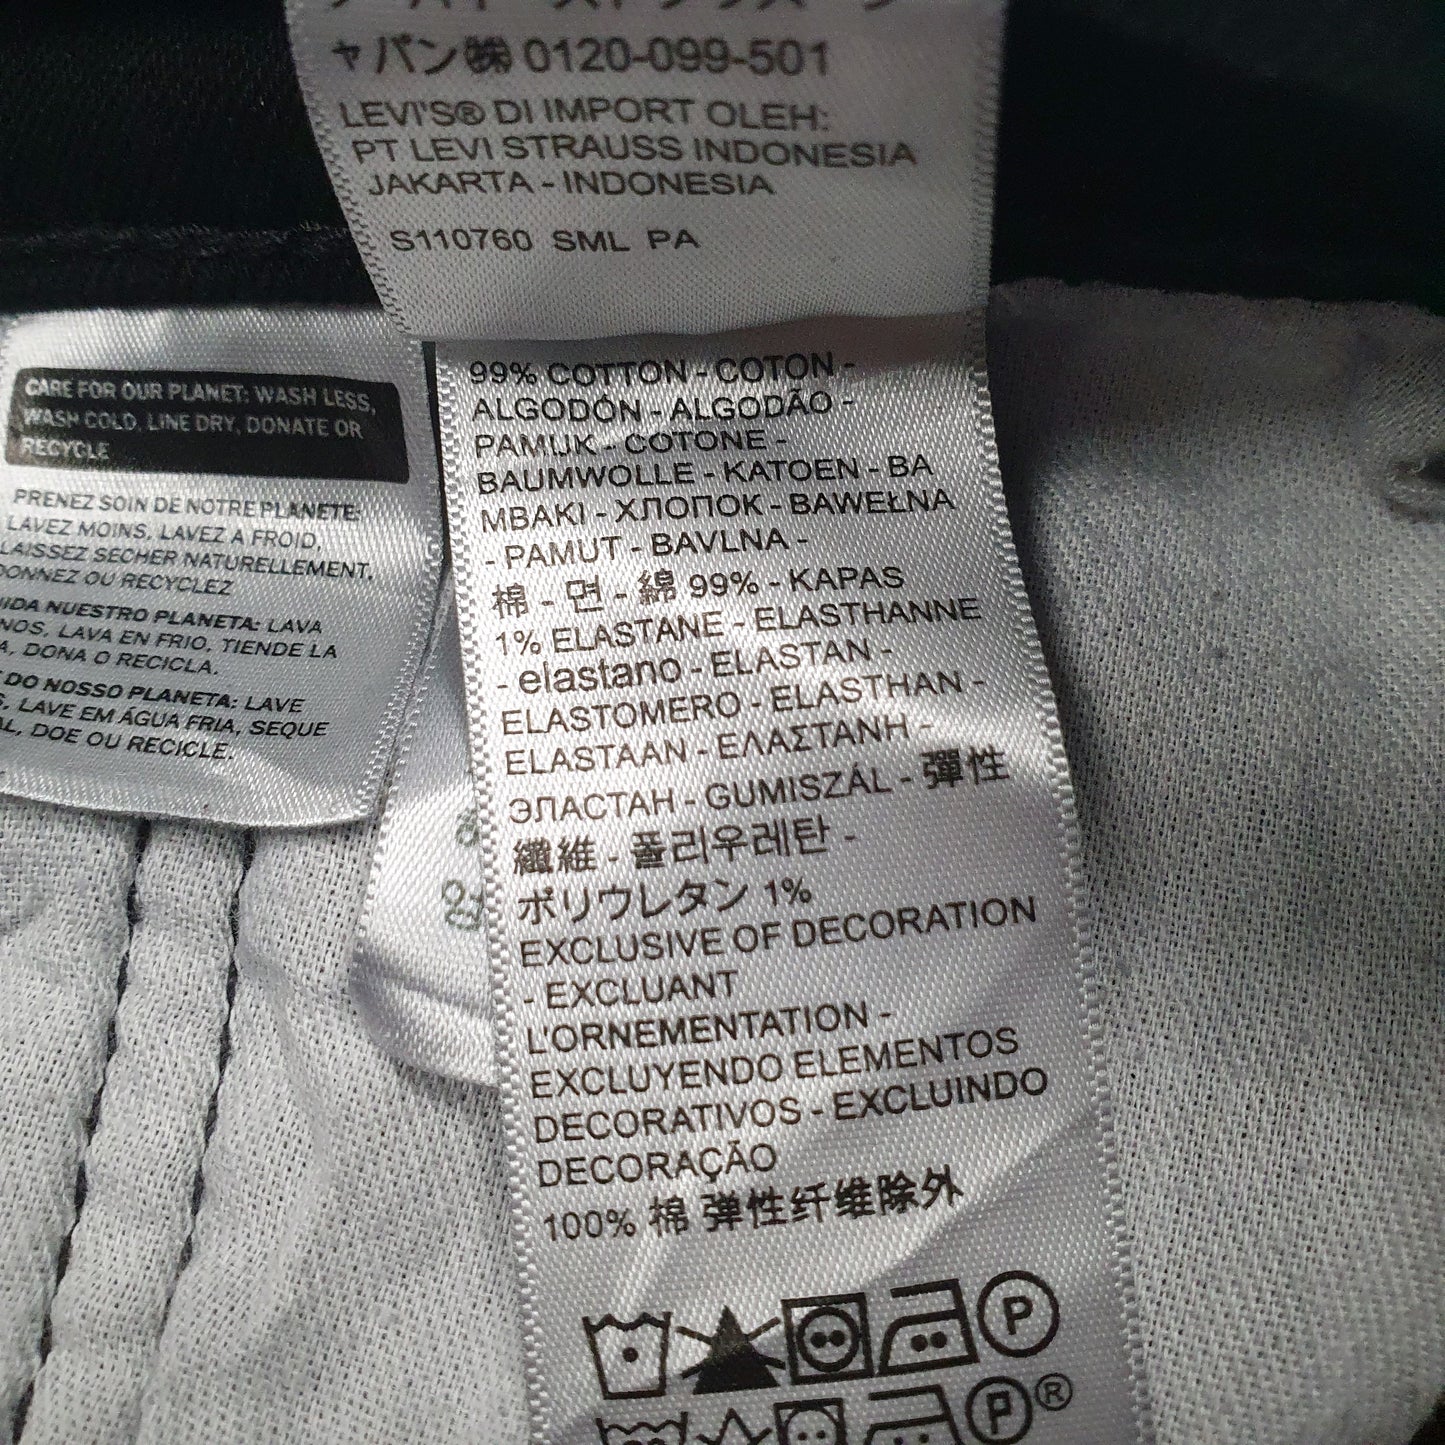 ャパン㈱ 0120-099-501
LEVI'S® DI IMPORT OLEH:
PT LEVI STRAUSS INDONESIA
JAKARTA - INDONESIA
S110760 SML PA
CARE FOR OUR PLANET: WASH LESS,
WASH COLD, LINE DRY, DONATE OR
RECYCLE
PRENEZ SOIN DE NOTRE PLANETE:
LAVEZ MOINS, LAVEZ A FROID,
LAISSEZ SECHER NATURELLEMENT,
DONNEZ OU RECYCLEZ
IDA NUESTRO PLANETA: LAVA
NOS, LAVA EN FRIO, TIENDE LA
A, DONA O RECICLA.
DO NOSSO PLANETA: LAVE
S, LAVE EM ÁGUA FRIA, SEQUE
AL, DOE OU RECICLE.
99% COTTON - COTON -
ALGODÓN - ALGODÃO -
PAMUK - COTONE -
BAUMWOLLE - KATOEN - BA
MBAKI - ХЛОПОК - BAWEŁNA
- PAMUT - BAVLNA -
棉 - 면 - 綿 99% - KAPAS
1% ELASTANE - ELASTHANNE
- elastano - ELASTAN -
ELASTOMERO - ELASTHAN -
ELASTAAN - ΕΛΑΣΤΑΝΗ -
ЭЛАСТАН - GUMISZÁL - 彈性
纖維 - 폴리우레탄 -
ポリウレタン 1%
EXCLUSIVE OF DECORATION
- EXCLUANT
L'ORNEMENTATION -
EXCLUYENDO ELEMENTOS
DECORATIVOS - EXCLUINDO
DECORAÇÃO
100% 棉 弹性纤维除外
P
P®